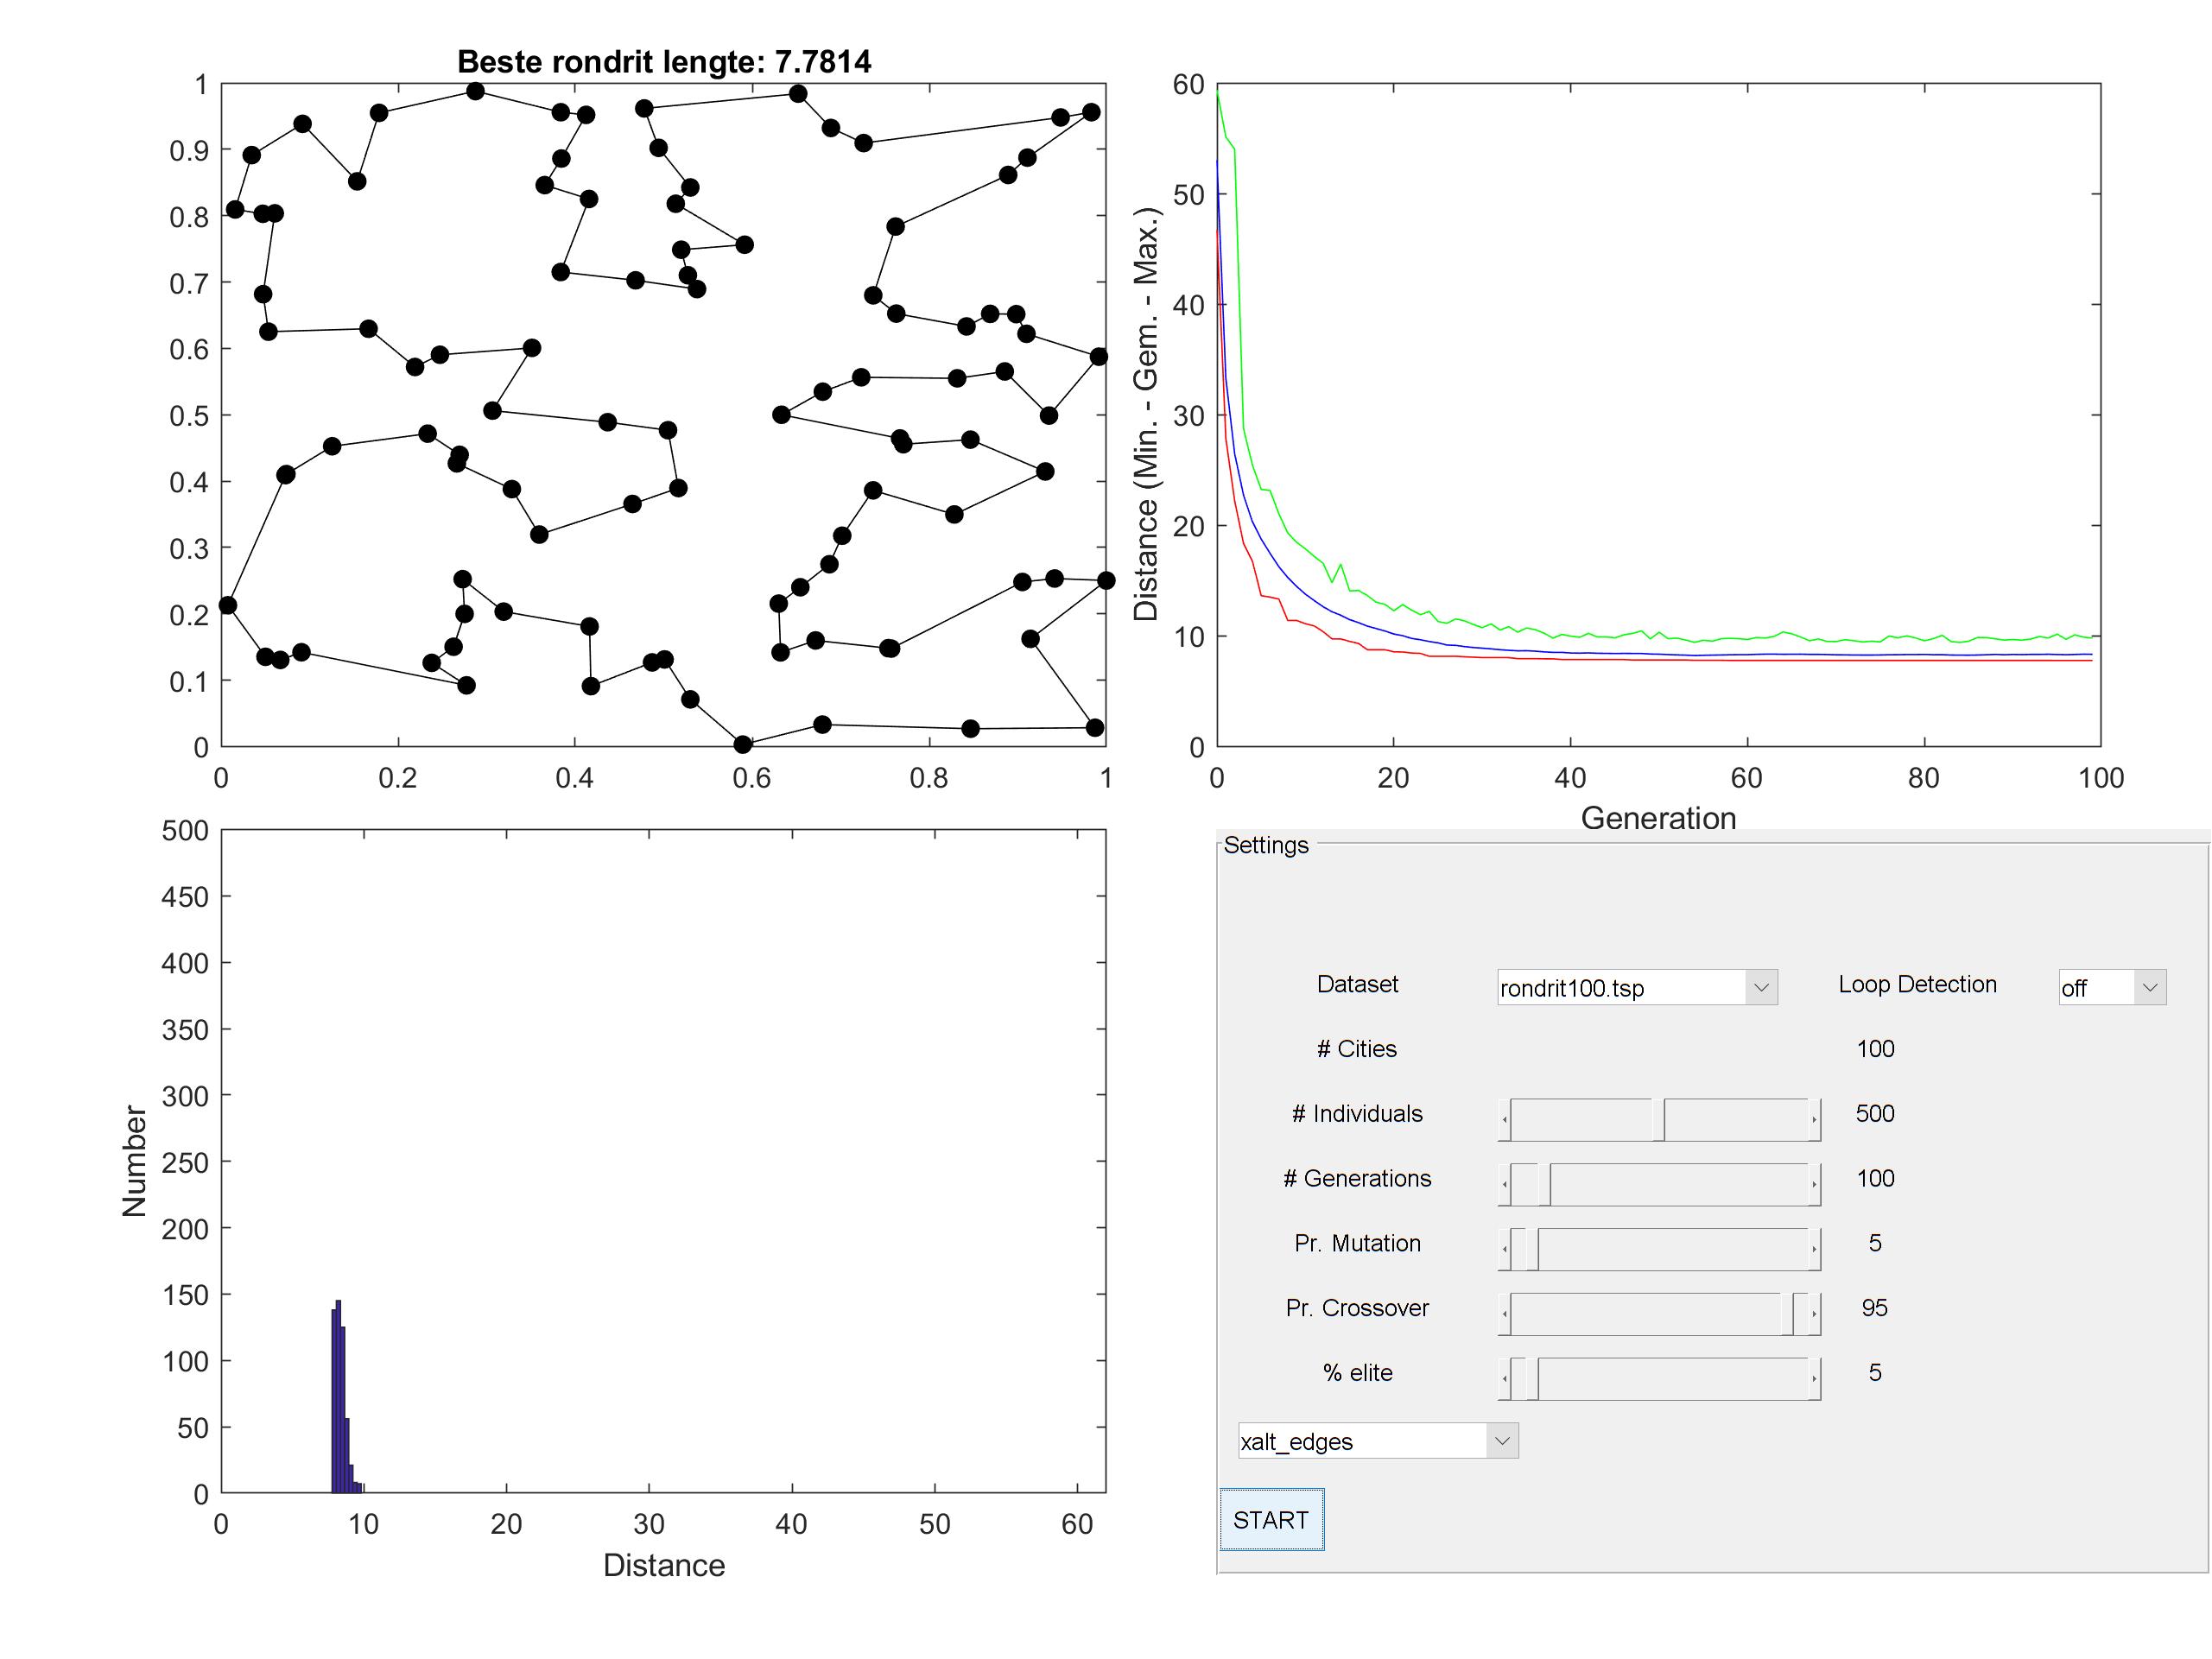 Beste rondrit lengte: 7.7814
1
0.9
0.8
0.7
0.6
0.5
0.4
0.3
0.2
0.1
0
0 0.2 0.4 0.6 0.8 1
Distance (Min. - Gem. - Max.)
60
50
40
30
20
10
0
0 20 40 60 80 100
Generation
Number
500
450
400
350
300
250
200
150
100
50
0
0 10 20 30 40 50 60
Distance
Settings
Dataset rondrit100.tsp Loop Detection off
# Cities 100
# Individuals 500
# Generations 100
Pr. Mutation 5
Pr. Crossover 95
% elite 5
xalt_edges
START